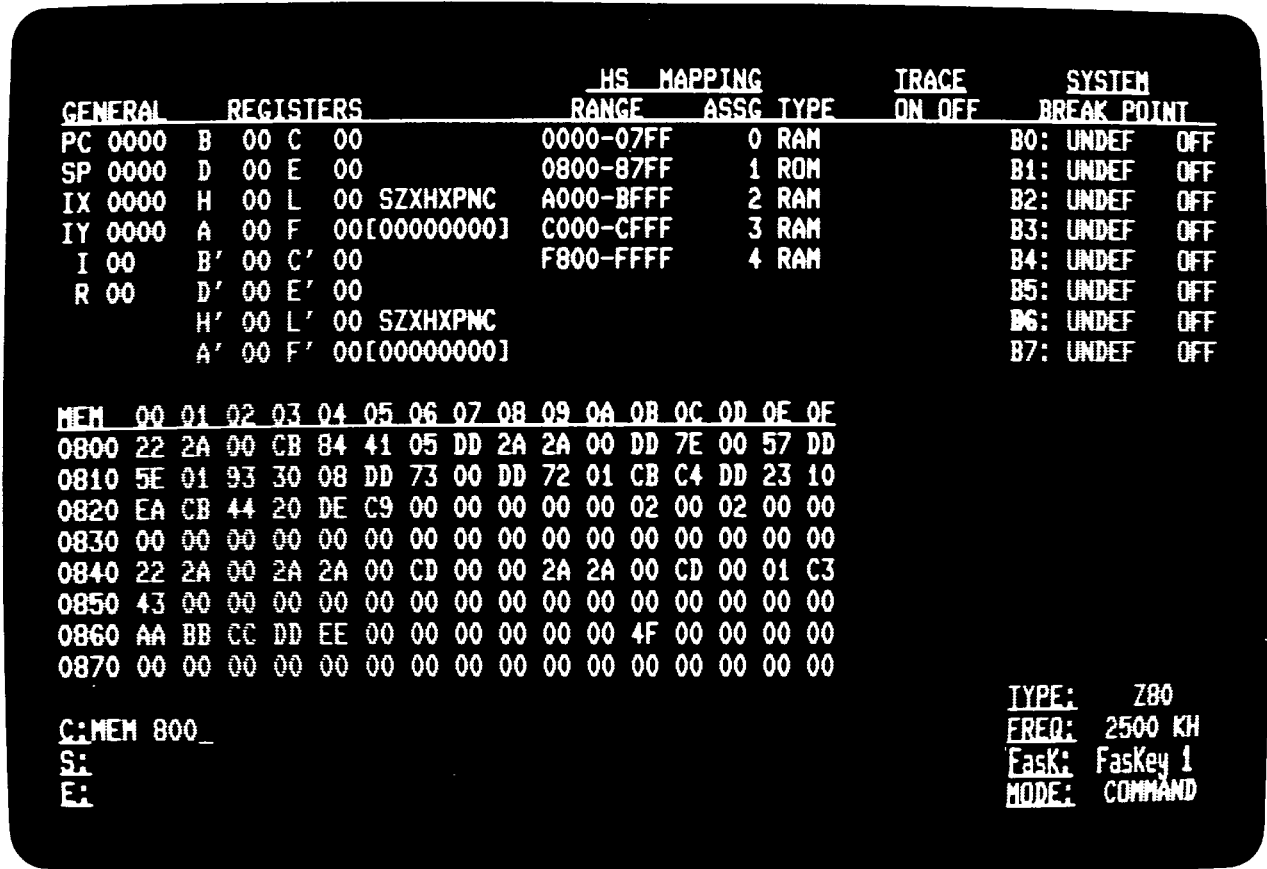 HS MAPPING TRACE SYSTEM
GENERAL REGISTERS RANGE ASSG TYPE ON OFF BREAK POINT
PC 0000 B 00 C 00 0000-07FF 0 RAM B0: UNDEF OFF
SP 0000 D 00 E 00 0800-87FF 1 ROM B1: UNDEF OFF
IX 0000 H 00 L 00 SZXHXPNC A000-BFFF 2 RAM B2: UNDEF OFF
IY 0000 A 00 F 00[00000000] C000-CFFF 3 RAM B3: UNDEF OFF
I 00 B' 00 C' 00 F800-FFFF 4 RAM B4: UNDEF OFF
R 00 D' 00 E' 00 B5: UNDEF OFF
H' 00 L' 00 SZXHXPNC B6: UNDEF OFF
A' 00 F' 00[00000000] B7: UNDEF OFF
MEM 00 01 02 03 04 05 06 07 08 09 0A 0B 0C 0D 0E 0F
0800 22 2A 00 CB 84 41 05 DD 2A 2A 00 DD 7E 00 57 DD
0810 5E 01 93 30 08 DD 73 00 DD 72 01 CB C4 DD 23 10
0820 EA CB 44 20 DE C9 00 00 00 00 00 02 00 02 00 00
0830 00 00 00 00 00 00 00 00 00 00 00 00 00 00 00 00
0840 22 2A 00 2A 2A 00 CD 00 00 2A 2A 00 CD 00 01 C3
0850 43 00 00 00 00 00 00 00 00 00 00 00 00 00 00 00
0860 AA BB CC DD EE 00 00 00 00 00 00 4F 00 00 00 00
0870 00 00 00 00 00 00 00 00 00 00 00 00 00 00 00 00
TYPE: Z80
C:MEM 800_ FREQ: 2500 KH
S: FasK: FasKey 1
E: MODE: COMMAND